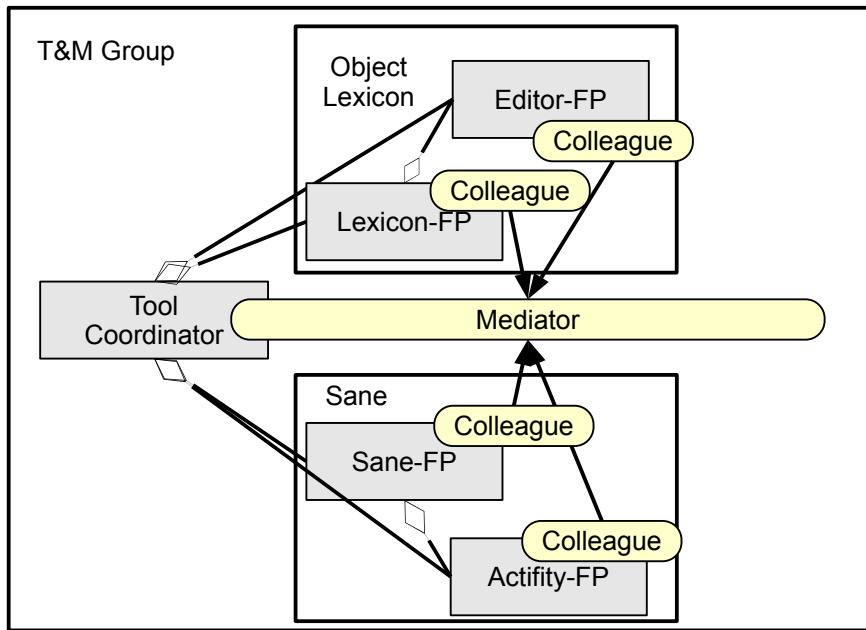 T&M Group
Object
Lexicon
Editor-FP
Colleague
Colleague
Lexicon-FP
Tool
Coordinator
Mediator
Sane
Colleague
Sane-FP
Colleague
Actifity-FP